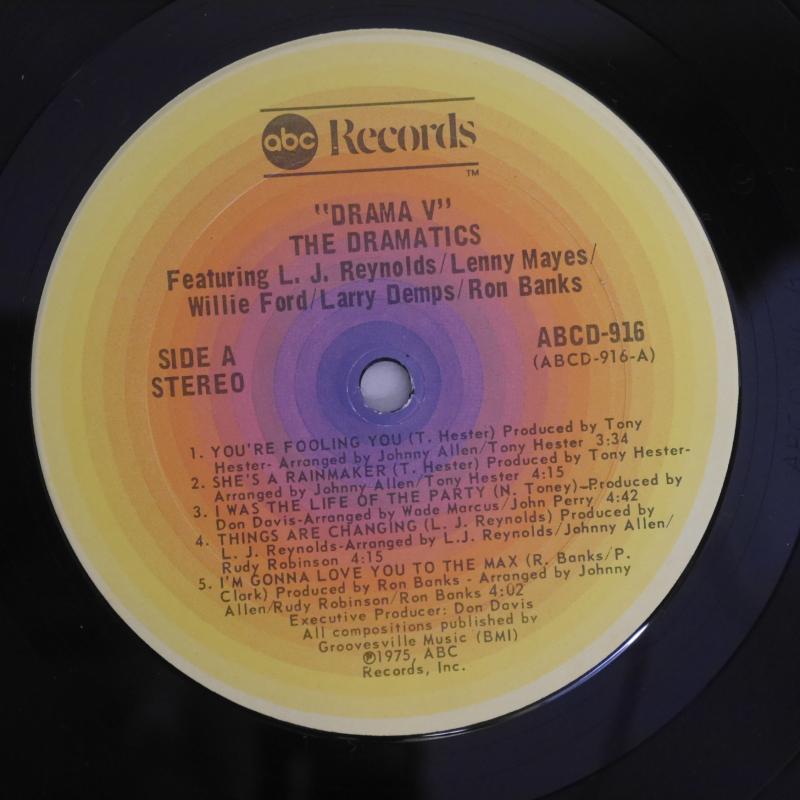 abc Records
TM
"DRAMA V"
THE DRAMATICS
Featuring L. J. Reynolds/Lenny Mayes/
Willie Ford/Larry Demps/Ron Banks
SIDE A
STEREO
ABCD-916
(ABCD-916-A)
1. YOU'RE FOOLING YOU (T. Hester) Produced by Tony
Hester- Arranged by Johnny Allen/Tony Hester 3:34
2. SHE'S A RAINMAKER (T. Hester) Produced by Tony Hester-
Arranged by Johnny Allen/Tony Hester 4:15
3. I WAS THE LIFE OF THE PARTY (N. Toney)-Produced by
Don Davis-Arranged by Wade Marcus/John Perry 4:42
4. THINGS ARE CHANGING (L. J. Reynolds) Produced by
L. J. Reynolds-Arranged by L.J. Reynolds/Johnny Allen/
Rudy Robinson 4:15
5. I'M GONNA LOVE YOU TO THE MAX (R. Banks/P.
Clark) Produced by Ron Banks - Arranged by Johnny
Allen/Rudy Robinson/Ron Banks 4:02
Executive Producer: Don Davis
All compositions published by
Groovesville Music (BMI)
℗1975, ABC
Records, Inc.